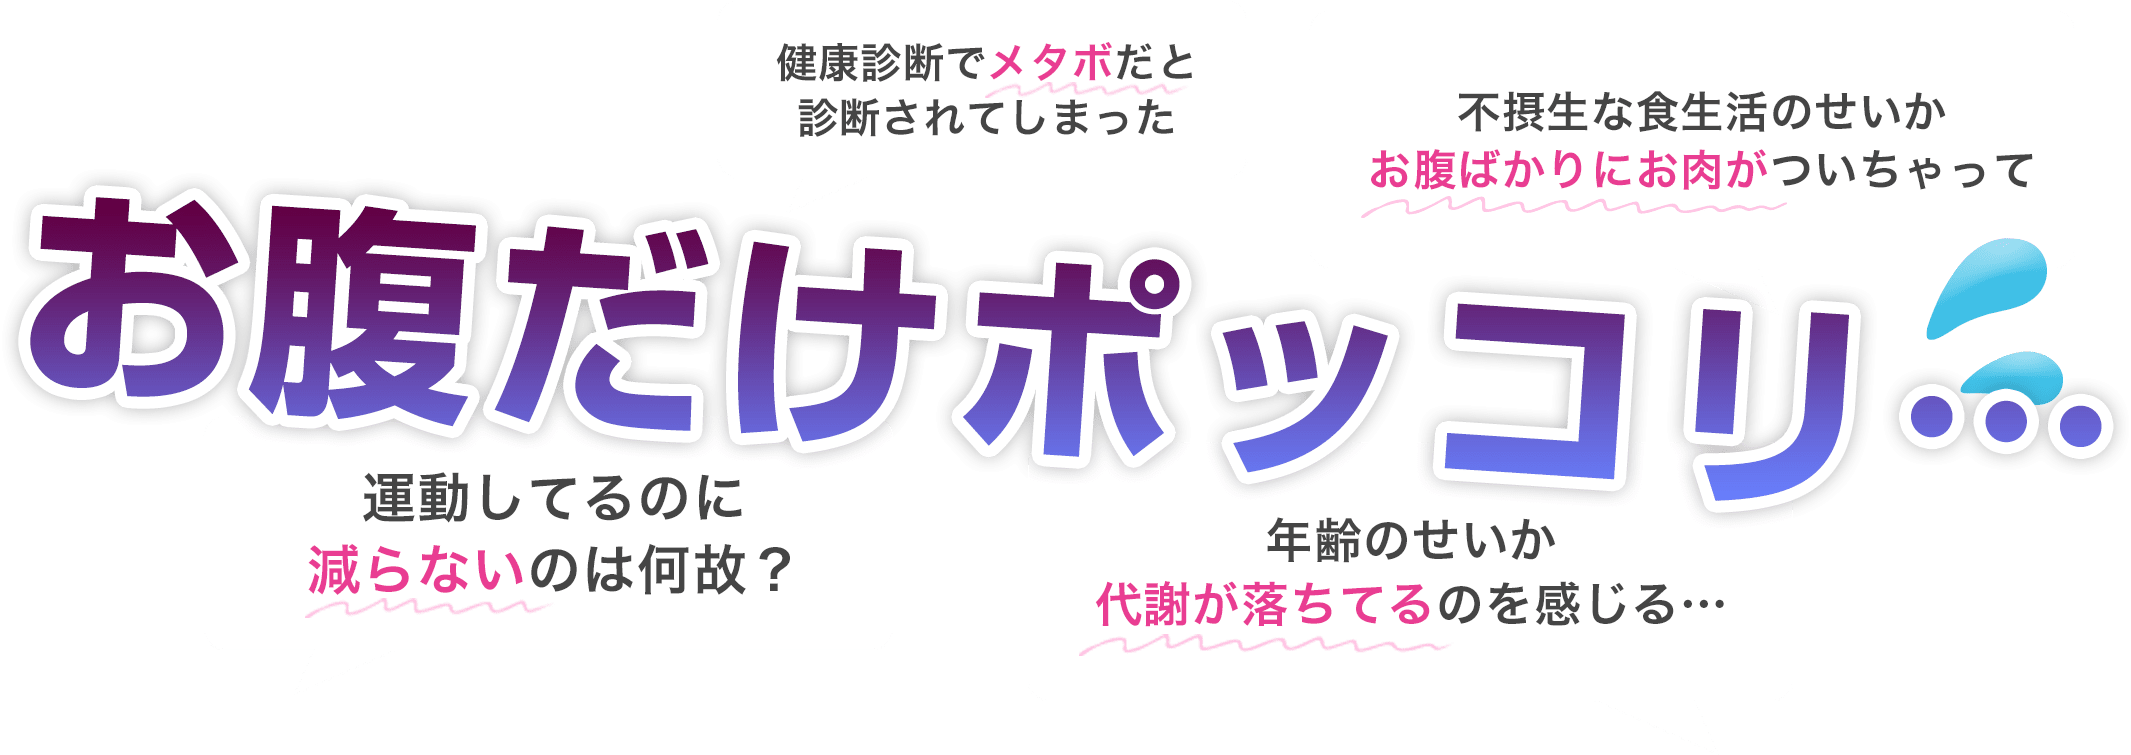 健康診断でメタボだと
診断されてしまった
不摂生な食生活のせいか
お腹ばかりにお肉がついちゃって
お腹だけポッコリ…
運動してるのに
減らないのは何故？
年齢のせいか
代謝が落ちてるのを感じる…